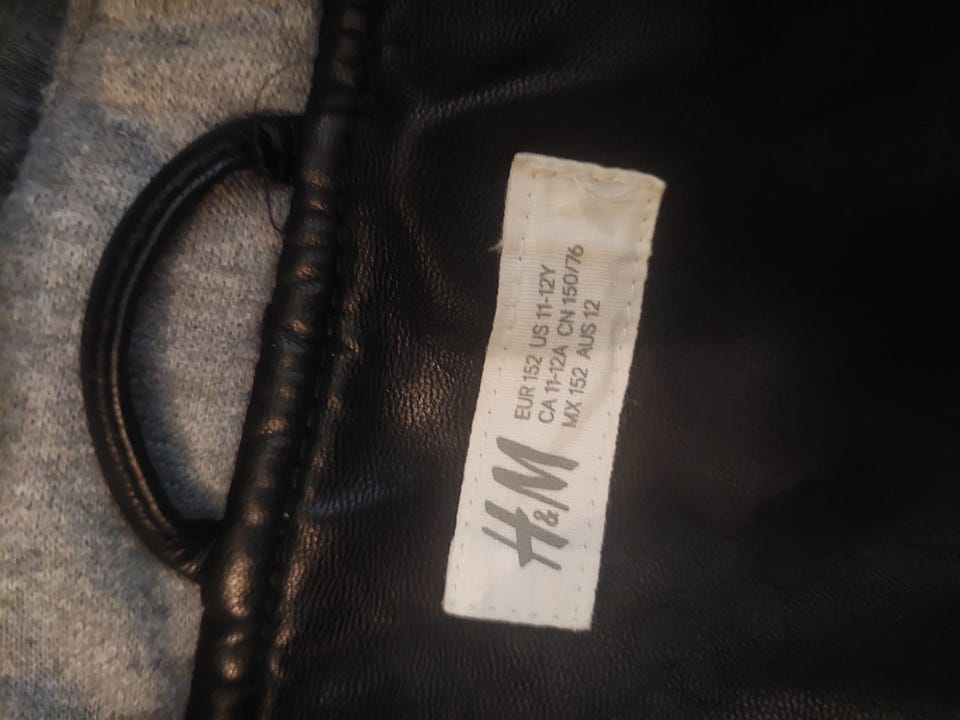 H&M
EUR 152 US 11-12Y
CA 11-12A CN 150/76
MX 152 AUS 12